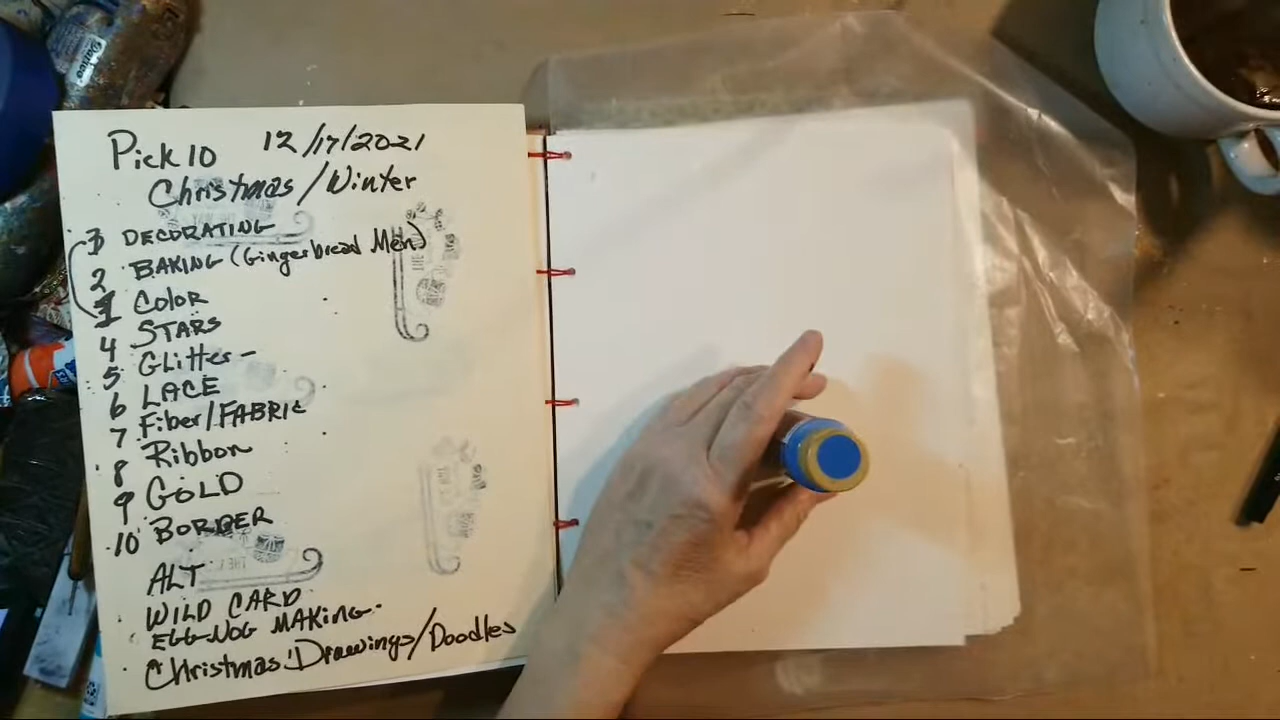 Pick 10 12/17/2021
Christmas/Winter
3 DECORATING
2 BAKING (Gingerbread Men)
1 Color
4 STARS
5 Glitter-
6 LACE
7 Fiber/FABRIC
8 Ribbon
9 GOLD
10 BORDER
ALT
WILD CARD
EGG-NOG MAKING
Christmas Drawings/Doodles